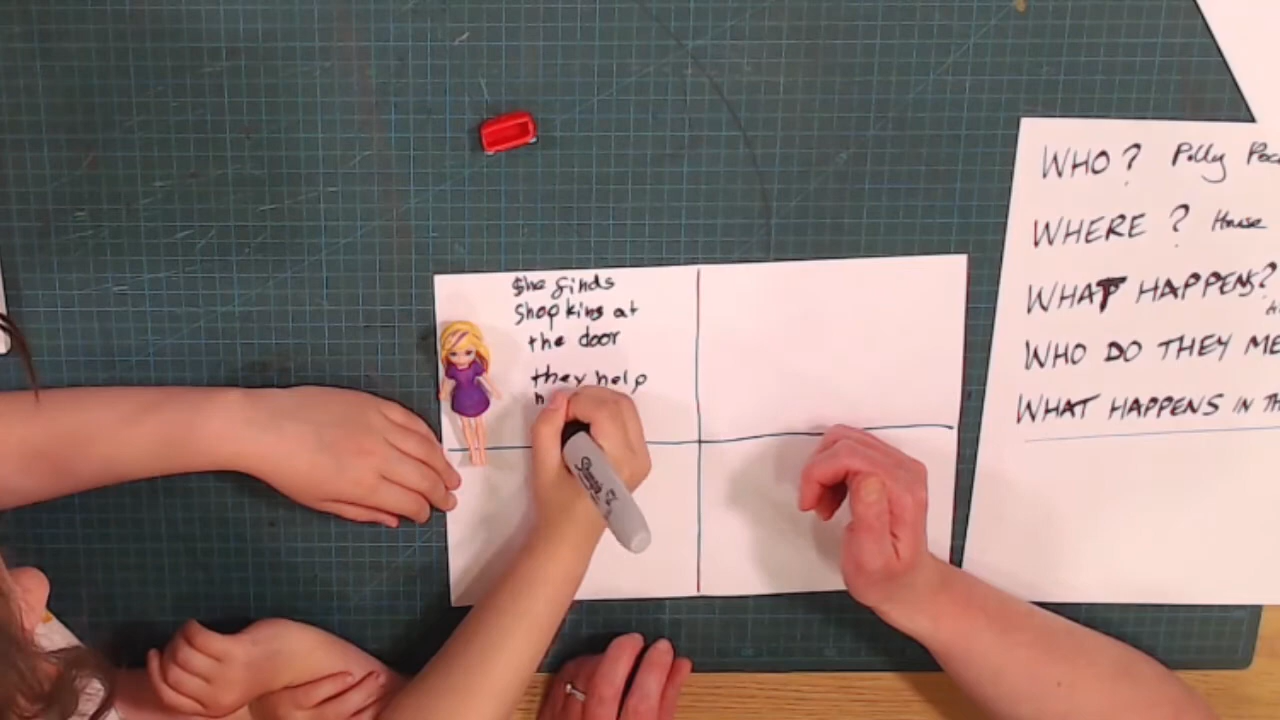 She finds
Shopkins at
the door
they help
h
Sharpie
WHO? Polly Poc
WHERE? House
WHAT HAPPENS?
WHO DO THEY ME
WHAT HAPPENS IN TH